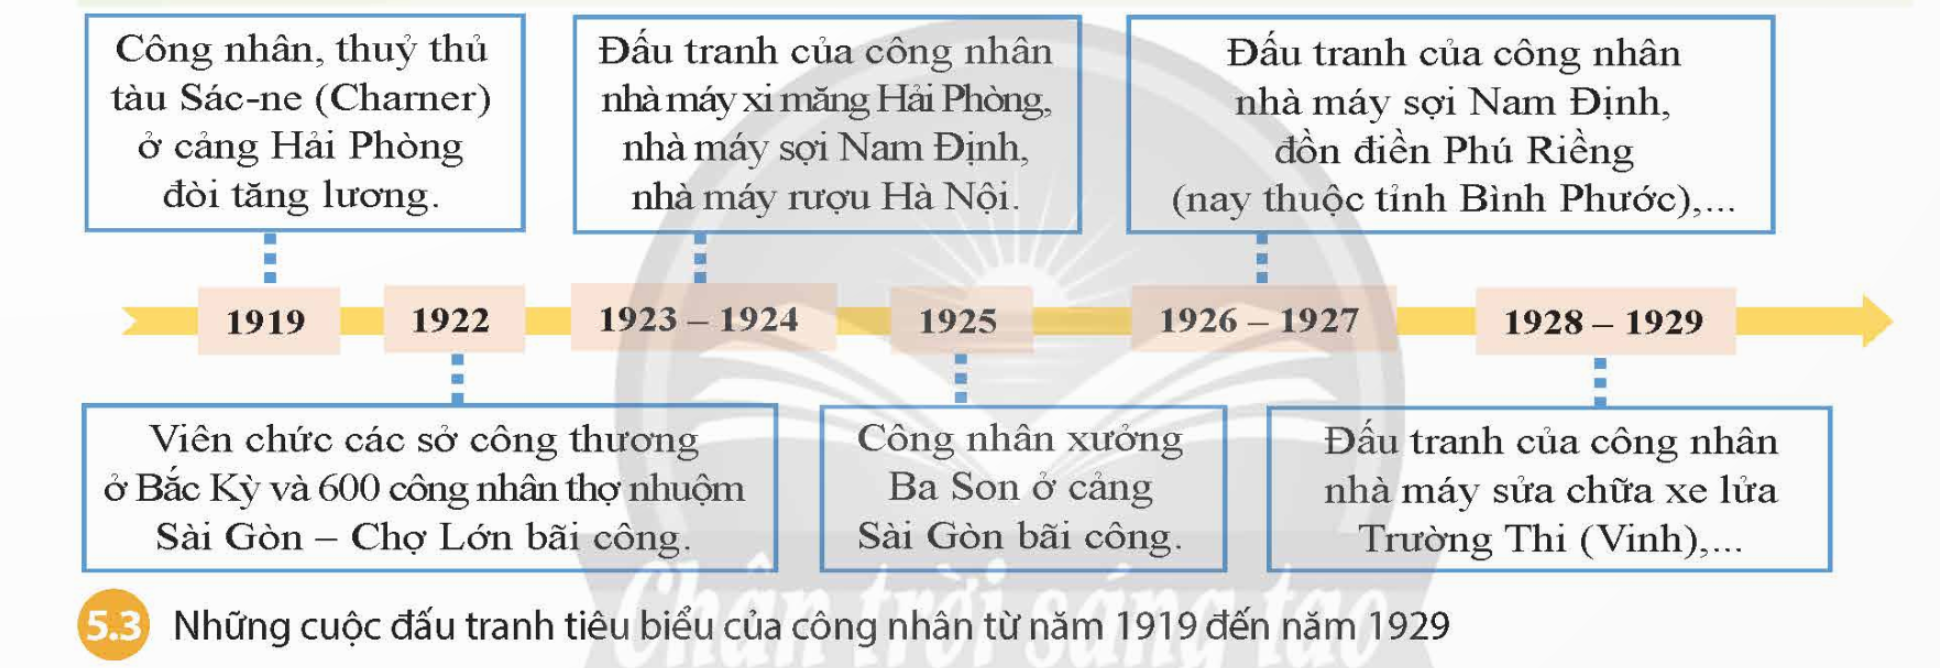 Công nhân, thuỷ thủ
tàu Sác-ne (Charner)
ở cảng Hải Phòng
đòi tăng lương.
Đấu tranh của công nhân
nhà máy xi măng Hải Phòng,
nhà máy sợi Nam Định,
nhà máy rượu Hà Nội.
Đấu tranh của công nhân
nhà máy sợi Nam Định,
đồn điền Phú Riềng
(nay thuộc tỉnh Bình Phước),...
1919
1922
1923 – 1924
1925
1926 – 1927
1928 – 1929
Viên chức các sở công thương
ở Bắc Kỳ và 600 công nhân thợ nhuộm
Sài Gòn – Chợ Lớn bãi công.
Công nhân xưởng
Ba Son ở cảng
Sài Gòn bãi công.
Đấu tranh của công nhân
nhà máy sửa chữa xe lửa
Trường Thi (Vinh),...
Chân trời sáng tạo
5.3 Những cuộc đấu tranh tiêu biểu của công nhân từ năm 1919 đến năm 1929